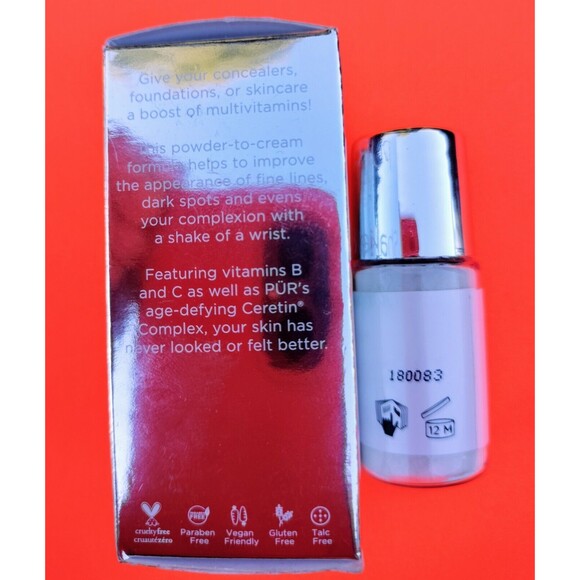 Give your concealers,
foundations, or skincare
a boost of multivitamins!
This powder-to-cream
formula helps to improve
the appearance of fine lines,
dark spots and evens
your complexion with
a shake of a wrist.
Featuring vitamins B
and C as well as PÜR's
age-defying Ceretin®
Complex, your skin has
never looked or felt better.
crueltyfree
cruautézéro
Paraben
Free
Vegan
Friendly
Gluten
Free
Talc
Free
180083
12 M